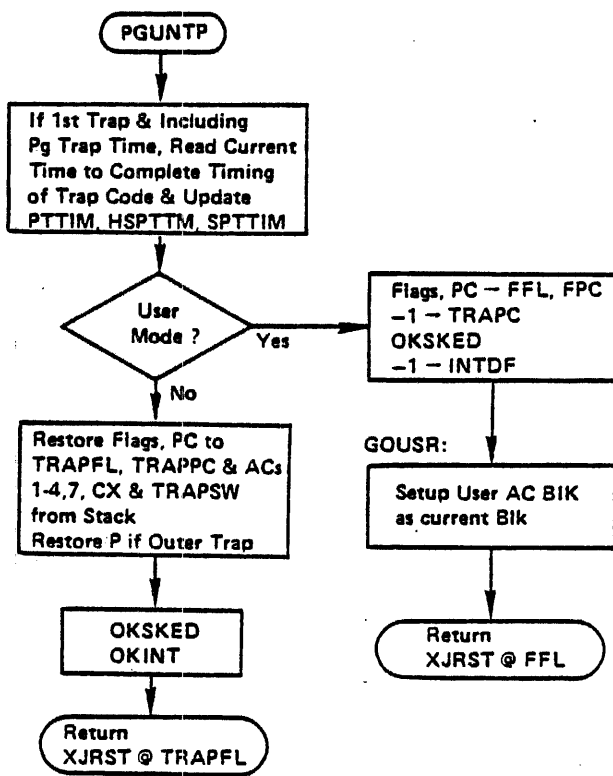 PGUNTP
If 1st Trap & Including
Pg Trap Time, Read Current
Time to Complete Timing
of Trap Code & Update
PTTIM, HSPTTM, SPTTIM
User
Mode ?
Yes
No
Flags, PC – FFL, FPC
–1 – TRAPC
OKSKED
–1 – INTDF
GOUSR:
Setup User AC BlK
as current Blk
Return
XJRST @ FFL
Restore Flags, PC to
TRAPFL, TRAPPC & ACs
1-4,7, CX & TRAPSW
from Stack
Restore P if Outer Trap
OKSKED
OKINT
Return
XJRST @ TRAPFL